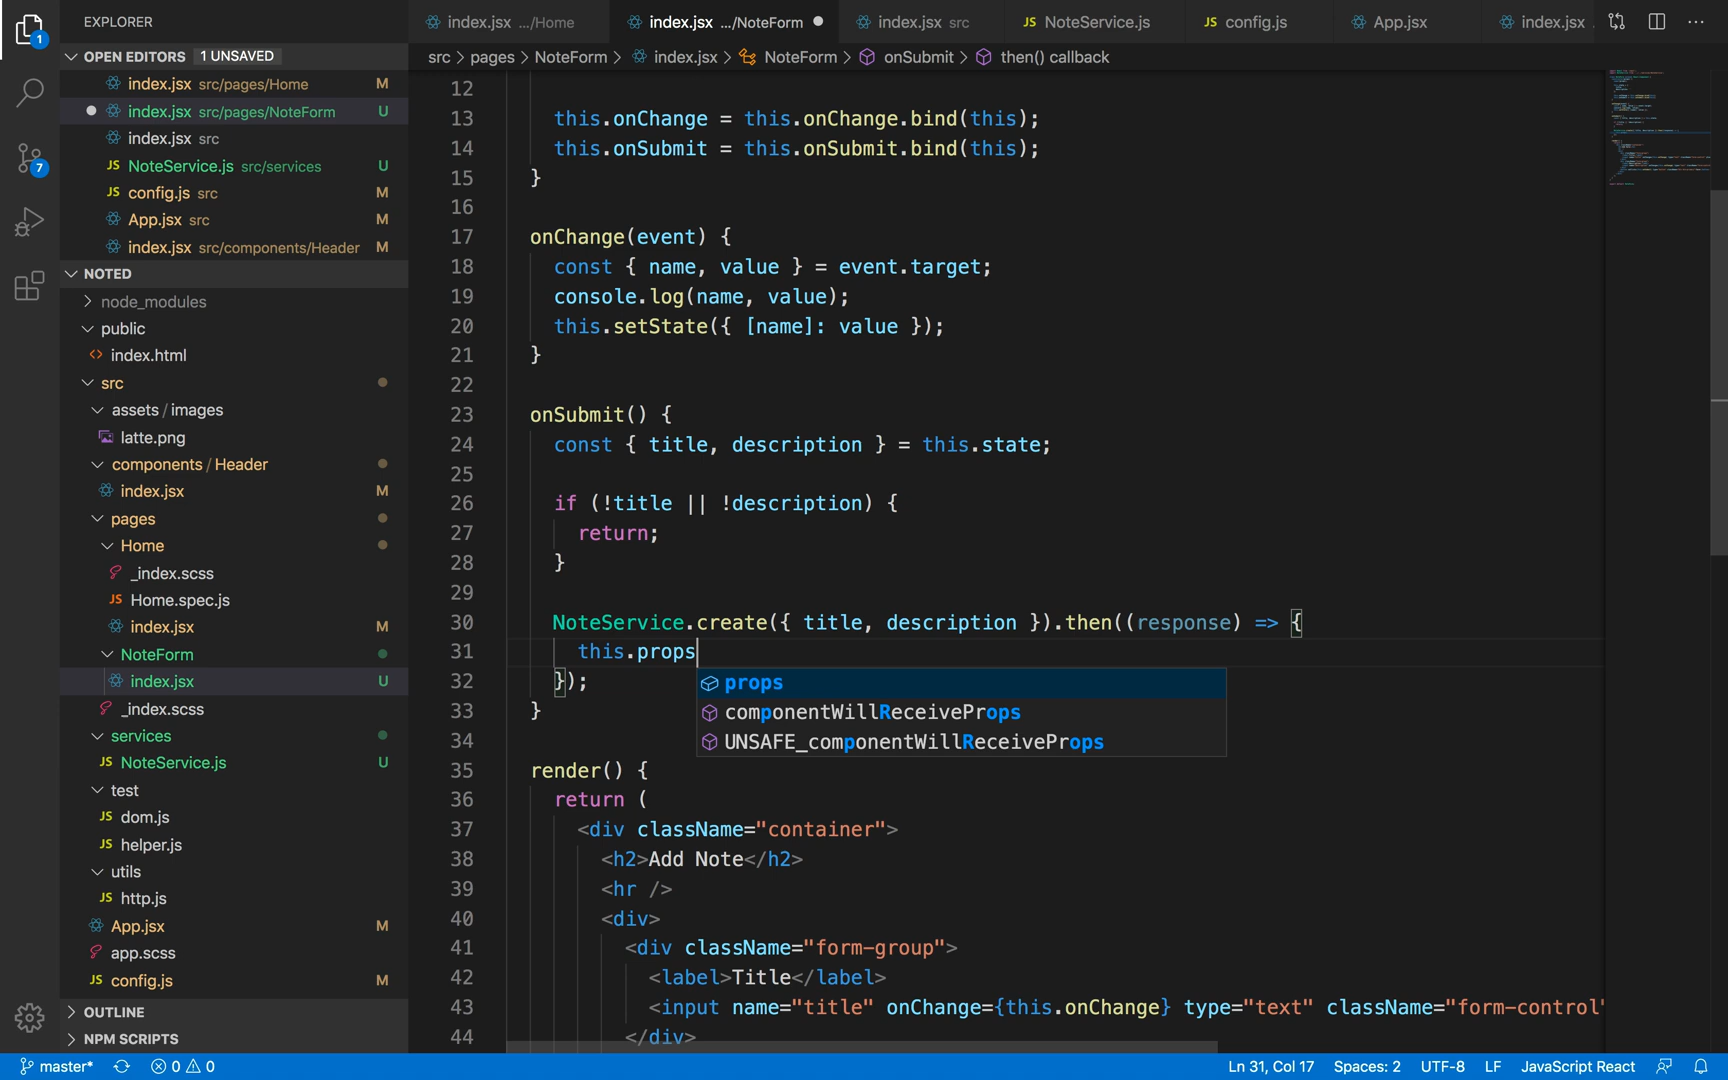 EXPLORER
OPEN EDITORS 1 UNSAVED
index.jsx src/pages/Home M
index.jsx src/pages/NoteForm U
index.jsx src
JS NoteService.js src/services U
JS config.js src M
App.jsx src M
index.jsx src/components/Header M
NOTED
node_modules
public
index.html
src
assets / images
latte.png
components / Header
index.jsx M
pages
Home
_index.scss
JS Home.spec.js
index.jsx M
NoteForm
index.jsx U
_index.scss
services
JS NoteService.js U
test
JS dom.js
JS helper.js
utils
JS http.js
App.jsx M
app.scss
JS config.js M
OUTLINE
NPM SCRIPTS
1
7
index.jsx .../Home index.jsx .../NoteForm index.jsx src JS NoteService.js JS config.js App.jsx index.jsx
src > pages > NoteForm > index.jsx > NoteForm > onSubmit > then() callback
12
13 this.onChange = this.onChange.bind(this);
14 this.onSubmit = this.onSubmit.bind(this);
15 }
16
17 onChange(event) {
18 const { name, value } = event.target;
19 console.log(name, value);
20 this.setState({ [name]: value });
21 }
22
23 onSubmit() {
24 const { title, description } = this.state;
25
26 if (!title || !description) {
27 return;
28 }
29
30 NoteService.create({ title, description }).then((response) => {
31 this.props
32 });
33 }
34
35 render() {
36 return (
37 <div className="container">
38 <h2>Add Note</h2>
39 <hr />
40 <div>
41 <div className="form-group">
42 <label>Title</label>
43 <input name="title" onChange={this.onChange} type="text" className="form-control"
44 </div>
props
componentWillReceiveProps
UNSAFE_componentWillReceiveProps
master* 0 0 Ln 31, Col 17 Spaces: 2 UTF-8 LF JavaScript React